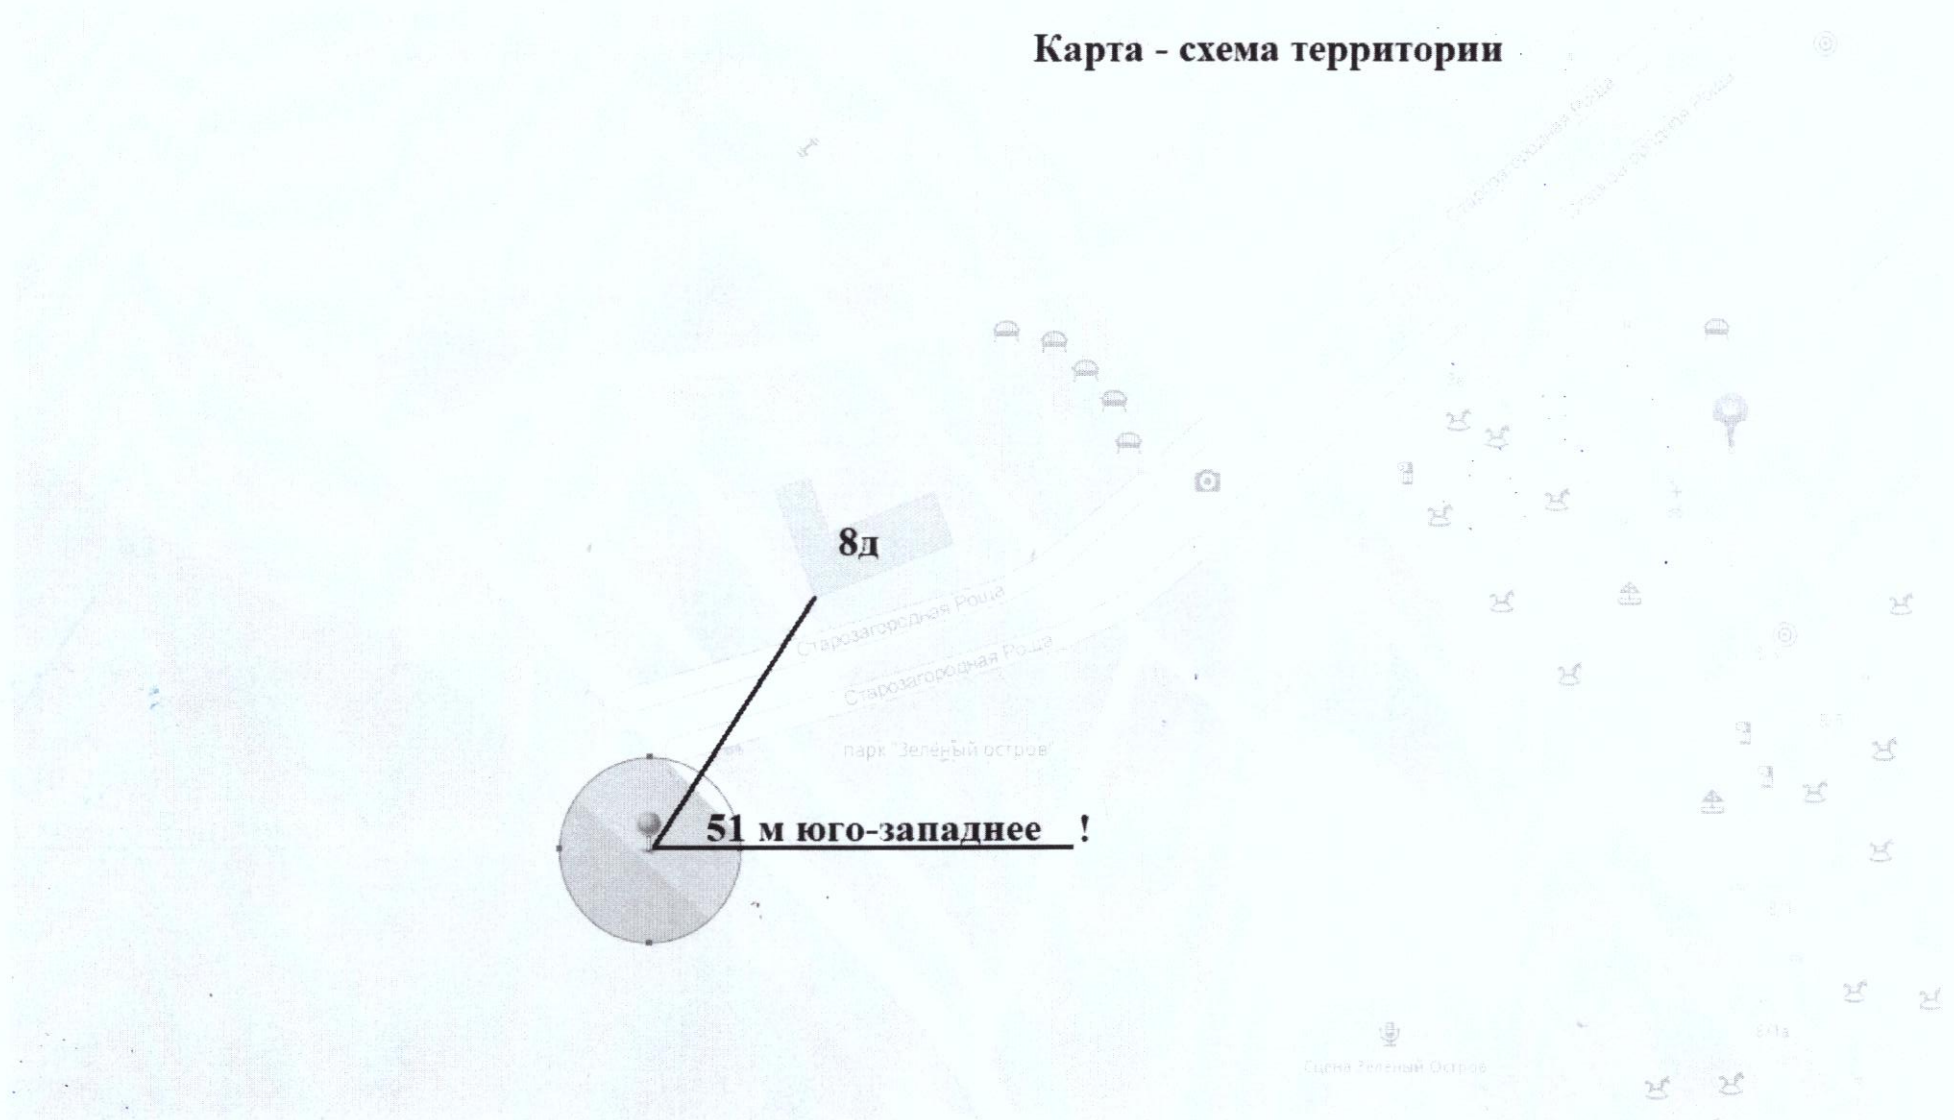 Карта - схема территории
Старозагородная Роща
Старозагородная Роща
8д
Старозагородная Роща
Старозагородная Роща
парк "Зелёный остров"
51 м юго-западнее !
Сцена Зеленый Остров